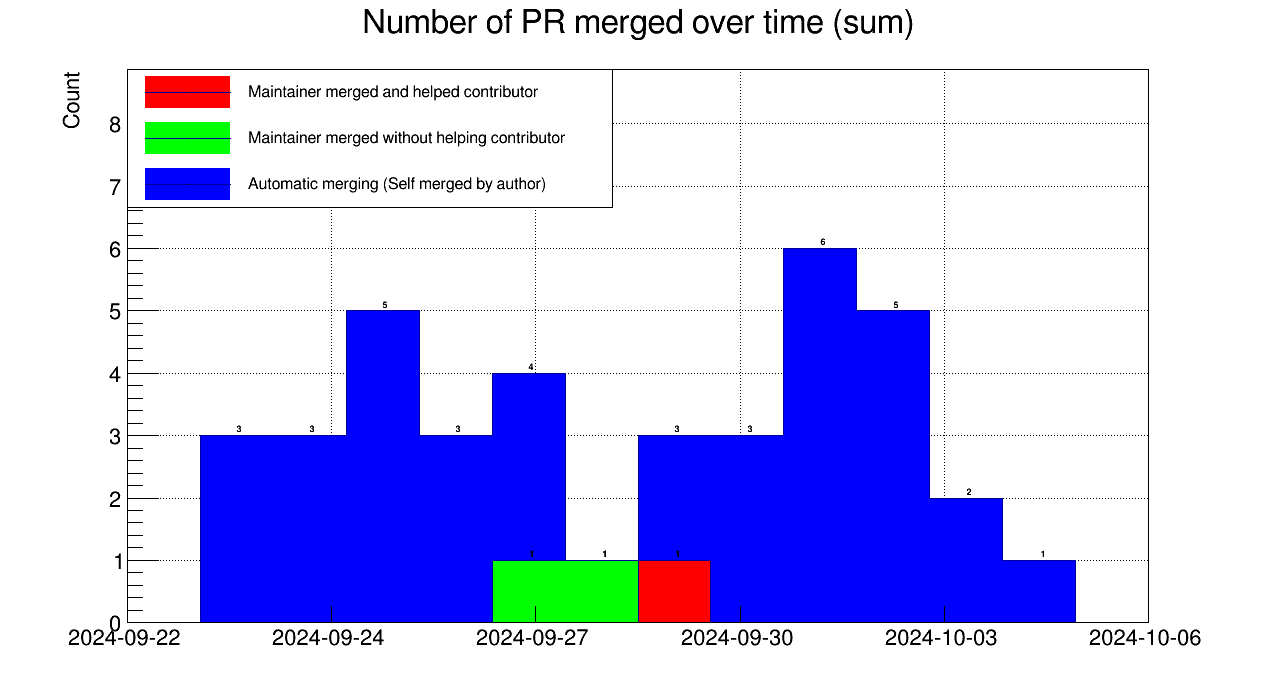 Number of PR merged over time (sum)
Count
Maintainer merged and helped contributor
Maintainer merged without helping contributor
Automatic merging (Self merged by author)
8
7
6
5
4
3
2
1
0
3 3 5 3 4 3 3 6 5 2 1
1 1 1
2024-09-22 2024-09-24 2024-09-27 2024-09-30 2024-10-03 2024-10-06